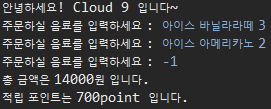 안녕하세요! Cloud 9 입니다~
주문하실 음료를 입력하세요 : 아이스 바닐라라떼 3
주문하실 음료를 입력하세요 : 아이스 아메리카노 2
주문하실 음료를 입력하세요 : -1
총 금액은 14000원 입니다.
적립 포인트는 700point 입니다.